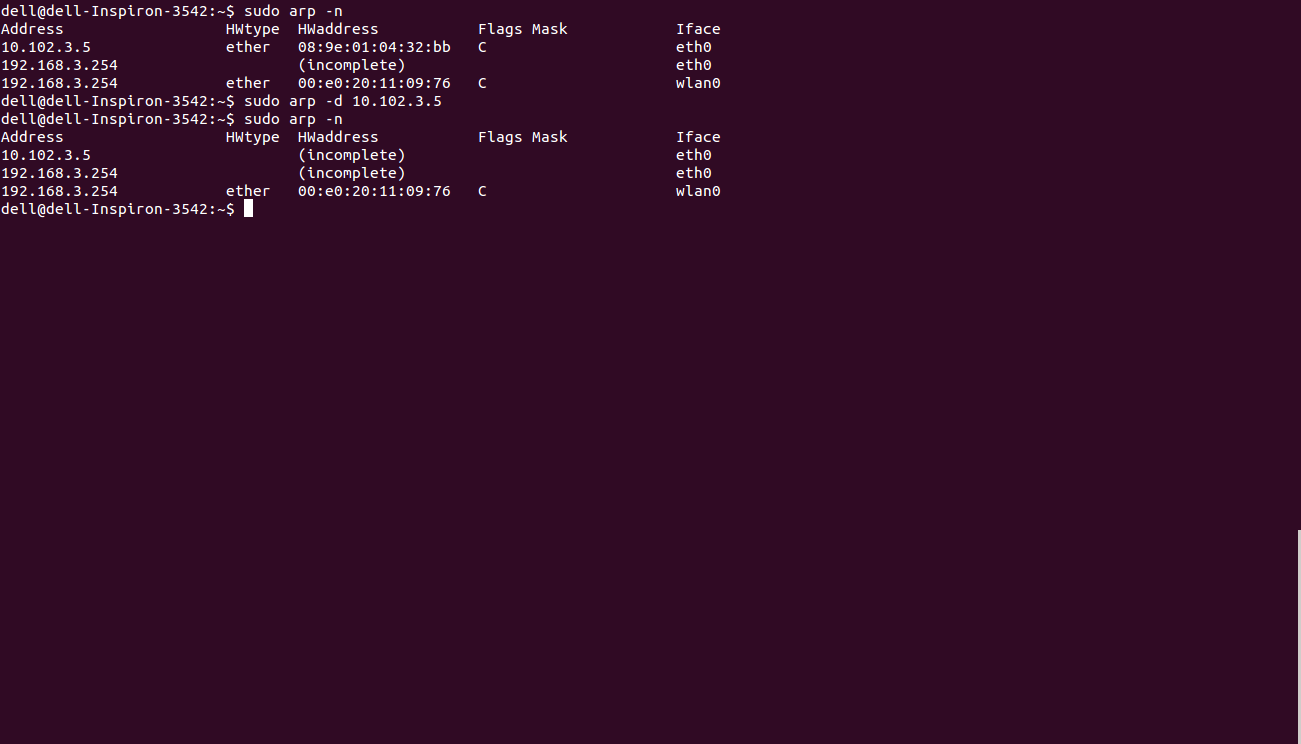 dell@dell-Inspiron-3542:~$ sudo arp -n
Address                  HWtype  HWaddress           Flags Mask            Iface
10.102.3.5               ether   08:9e:01:04:32:bb   C                     eth0
192.168.3.254                    (incomplete)                              eth0
192.168.3.254            ether   00:e0:20:11:09:76   C                     wlan0
dell@dell-Inspiron-3542:~$ sudo arp -d 10.102.3.5
dell@dell-Inspiron-3542:~$ sudo arp -n
Address                  HWtype  HWaddress           Flags Mask            Iface
10.102.3.5                       (incomplete)                              eth0
192.168.3.254                    (incomplete)                              eth0
192.168.3.254            ether   00:e0:20:11:09:76   C                     wlan0
dell@dell-Inspiron-3542:~$